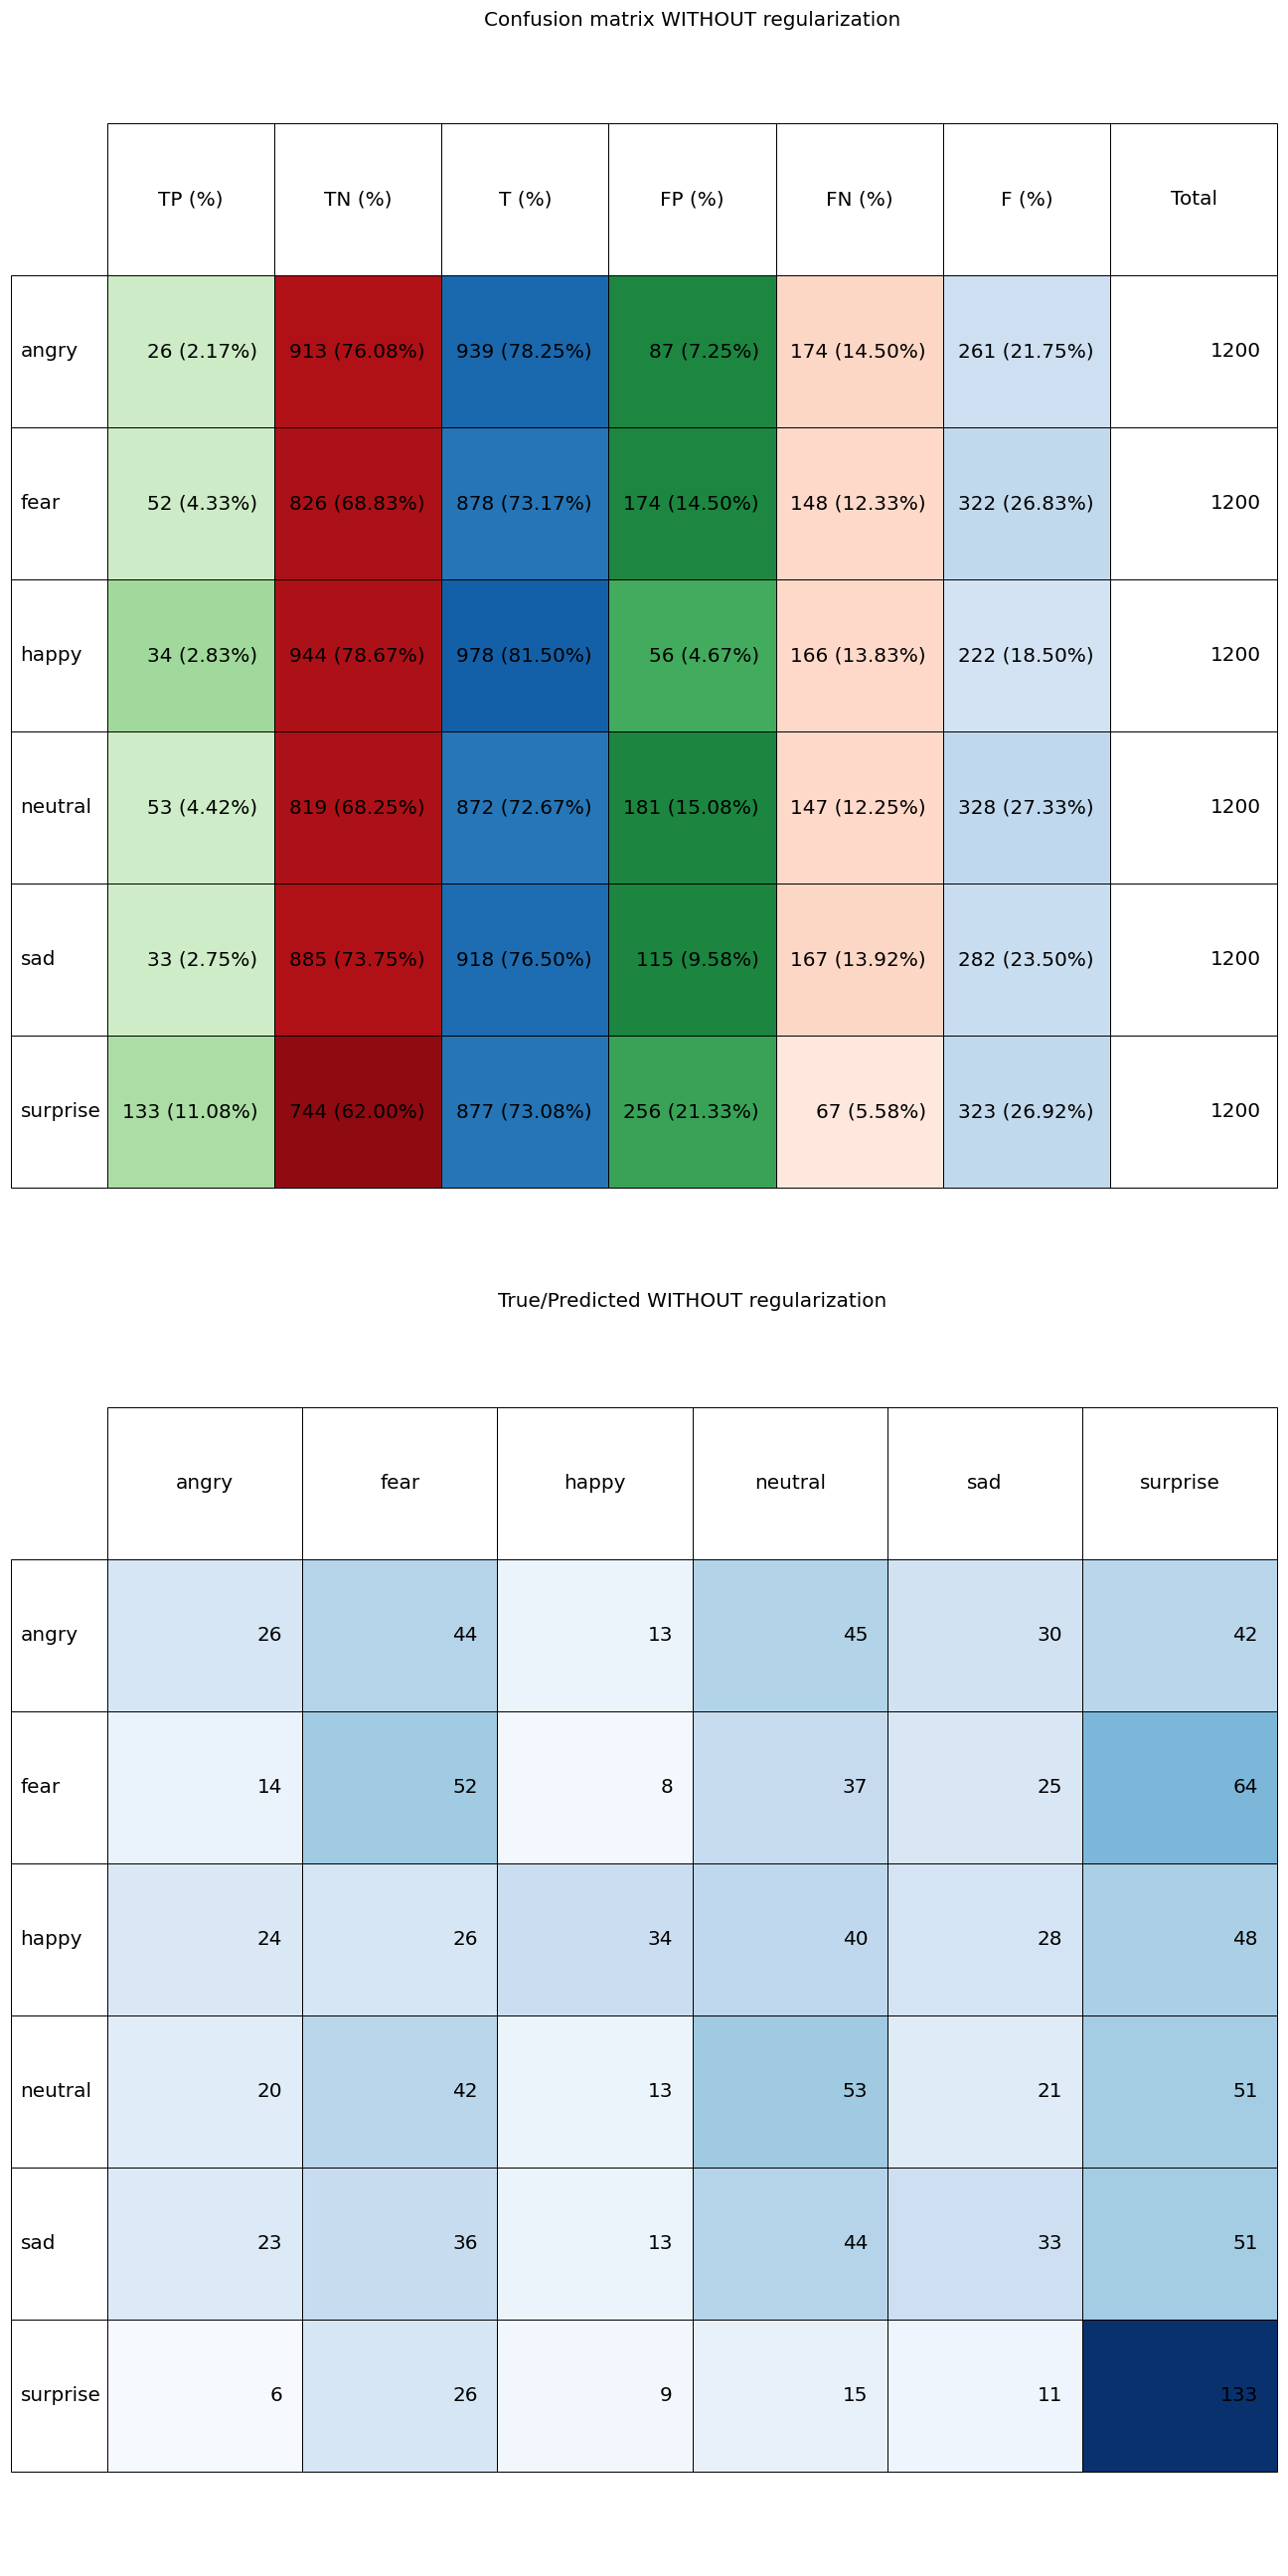 Confusion matrix WITHOUT regularization
TP (%) TN (%) T (%) FP (%) FN (%) F (%) Total
angry 26 (2.17%) 913 (76.08%) 939 (78.25%) 87 (7.25%) 174 (14.50%) 261 (21.75%) 1200
fear 52 (4.33%) 826 (68.83%) 878 (73.17%) 174 (14.50%) 148 (12.33%) 322 (26.83%) 1200
happy 34 (2.83%) 944 (78.67%) 978 (81.50%) 56 (4.67%) 166 (13.83%) 222 (18.50%) 1200
neutral 53 (4.42%) 819 (68.25%) 872 (72.67%) 181 (15.08%) 147 (12.25%) 328 (27.33%) 1200
sad 33 (2.75%) 885 (73.75%) 918 (76.50%) 115 (9.58%) 167 (13.92%) 282 (23.50%) 1200
surprise 133 (11.08%) 744 (62.00%) 877 (73.08%) 256 (21.33%) 67 (5.58%) 323 (26.92%) 1200
True/Predicted WITHOUT regularization
angry fear happy neutral sad surprise
angry 26 44 13 45 30 42
fear 14 52 8 37 25 64
happy 24 26 34 40 28 48
neutral 20 42 13 53 21 51
sad 23 36 13 44 33 51
surprise 6 26 9 15 11 133